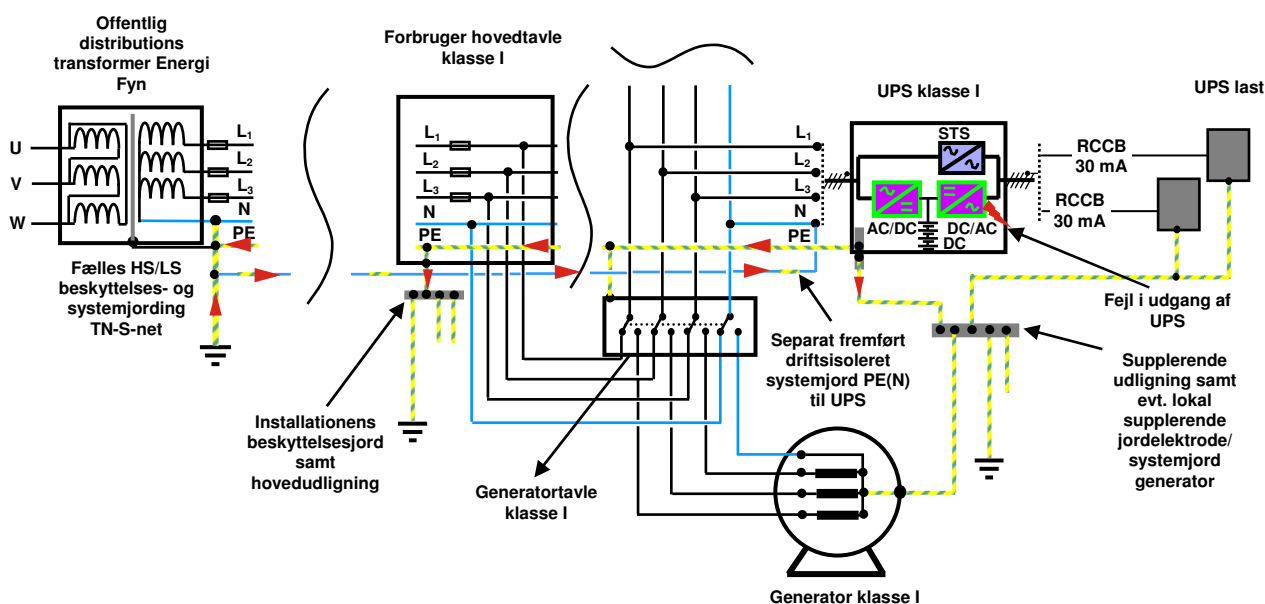 Offentlig
distributions
transformer Energi
Fyn
U
V
W
L1
L2
L3
N
PE
Fælles HS/LS
beskyttelses- og
systemjording
TN-S-net
Forbruger hovedtavle
klasse I
L1
L2
L3
N
PE
Installationens
beskyttelsesjord
samt
hovedudligning
Generatortavle
klasse I
L1
L2
L3
N
PE
Separat fremført
driftsisoleret
systemjord PE(N)
til UPS
UPS klasse I
STS
AC/DC
DC/AC
DC
RCCB
30 mA
RCCB
30 mA
UPS last
Fejl i udgang af
UPS
Supplerende
udligning samt
evt. lokal
supplerende
jordelektrode/
systemjord
generator
Generator klasse I